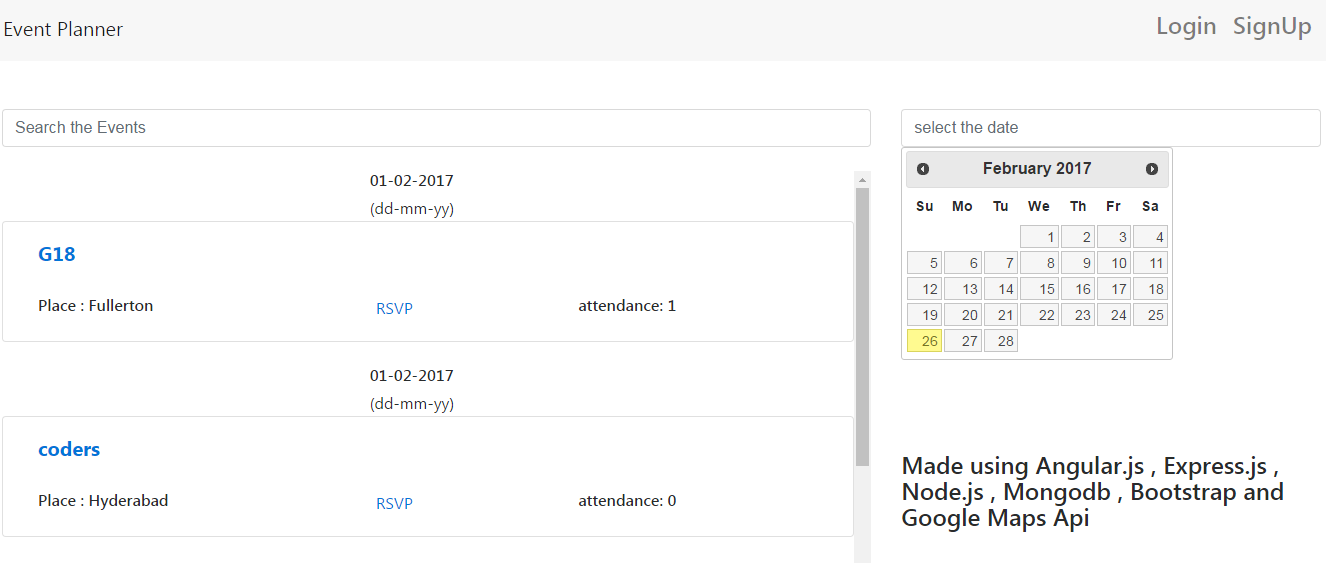 Event Planner
Login SignUp
Search the Events
01-02-2017
(dd-mm-yy)
G18
Place : Fullerton RSVP attendance: 1
01-02-2017
(dd-mm-yy)
coders
Place : Hyderabad RSVP attendance: 0
select the date
February 2017
Su Mo Tu We Th Fr Sa
1 2 3 4
5 6 7 8 9 10 11
12 13 14 15 16 17 18
19 20 21 22 23 24 25
26 27 28
Made using Angular.js , Express.js ,
Node.js , Mongodb , Bootstrap and
Google Maps Api